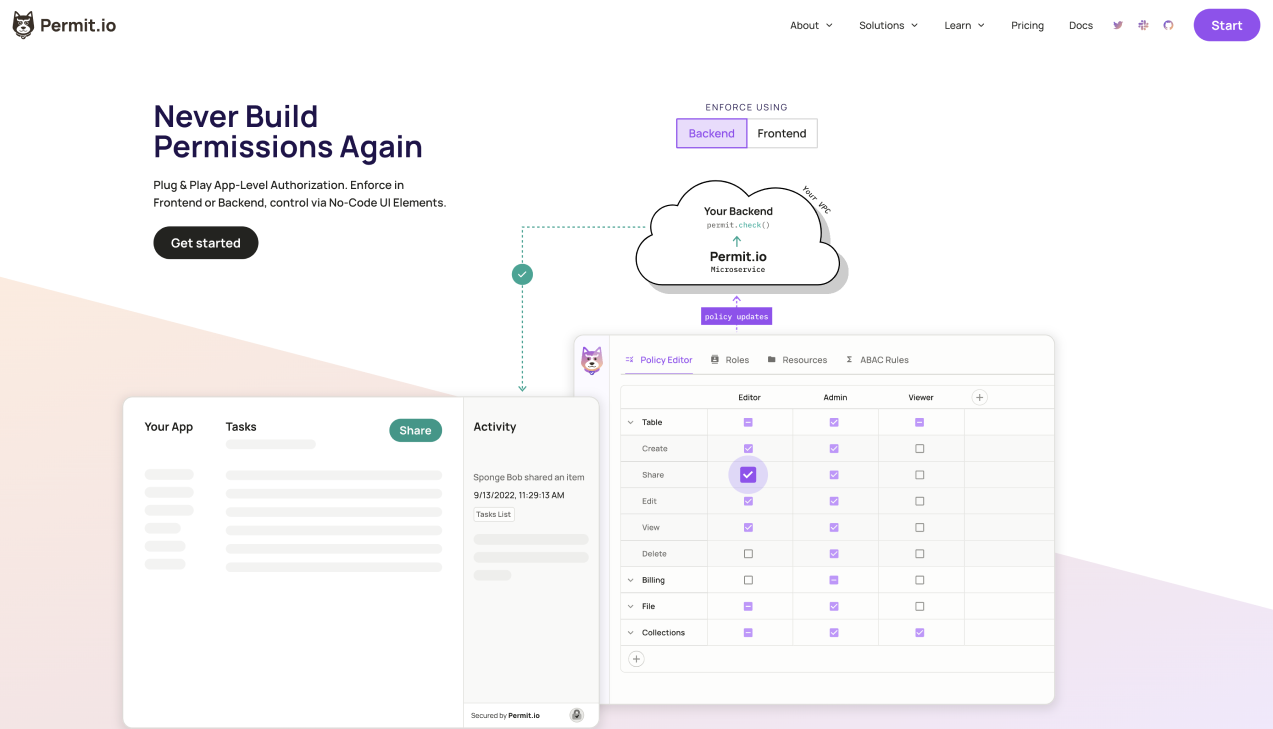 Permit.io
About
Solutions
Learn
Pricing
Docs
Start
Never Build
Permissions Again
Plug & Play App-Level Authorization. Enforce in
Frontend or Backend, control via No-Code UI Elements.
Get started
ENFORCE USING
Backend
Frontend
Your VPC
Your Backend
permit.check()
Permit.io
Microservice
policy updates
Policy Editor
Roles
Resources
ABAC Rules
Editor
Admin
Viewer
Table
Create
Share
Edit
View
Delete
Billing
File
Collections
Your App
Tasks
Share
Activity
Sponge Bob shared an item
9/13/2022, 11:29:13 AM
Tasks List
Secured by Permit.io